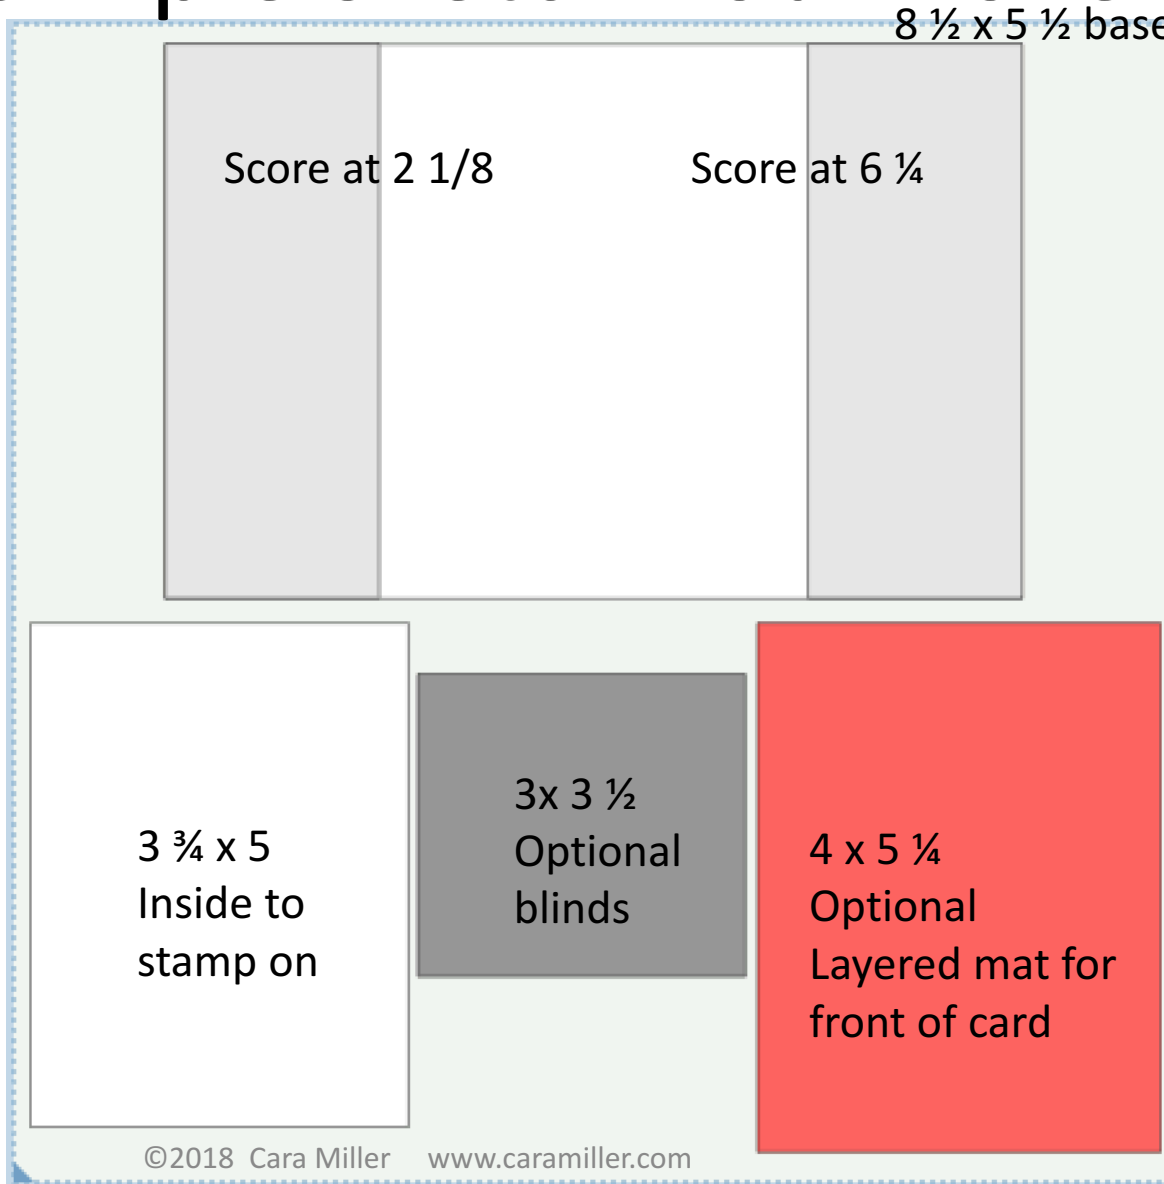 8 ½ x 5 ½ base
Score at 2 1/8
Score at 6 ¼
3 ¾ x 5
Inside to
stamp on
3x 3 ½
Optional
blinds
4 x 5 ¼
Optional
Layered mat for
front of card
©2018 Cara Miller www.caramiller.com